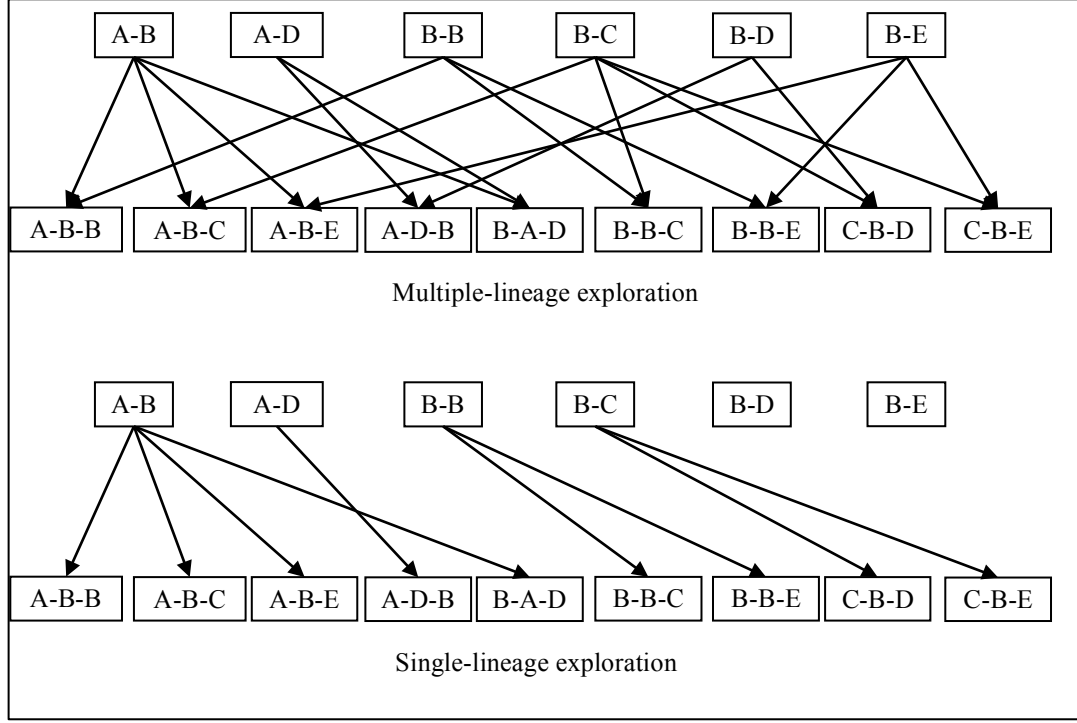 A-B A-D B-B B-C B-D B-E
A-B-B A-B-C A-B-E A-D-B B-A-D B-B-C B-B-E C-B-D C-B-E
Multiple-lineage exploration
A-B A-D B-B B-C B-D B-E
A-B-B A-B-C A-B-E A-D-B B-A-D B-B-C B-B-E C-B-D C-B-E
Single-lineage exploration